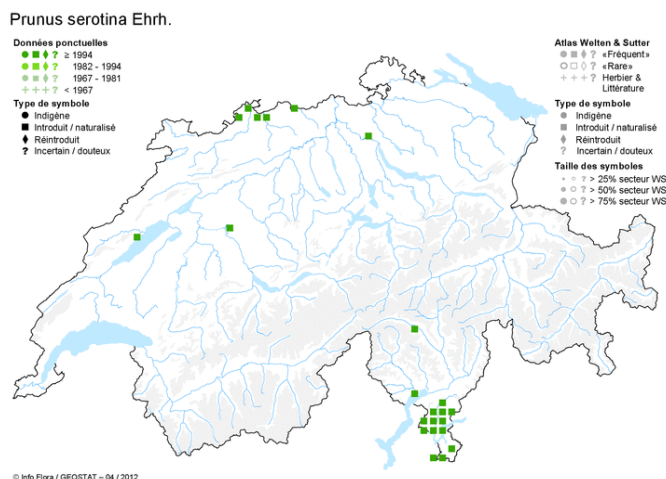 Prunus serotina Ehrh.
Données ponctuelles
? ≥ 1994
? 1982 - 1994
? 1967 - 1981
? < 1967
Type de symbole
Indigène
Introduit / naturalisé
Réintroduit
? Incertain / douteux
Atlas Welten & Sutter
? «Fréquent»
? «Rare»
? Herbier &
Littérature
Type de symbole
Indigène
Introduit / naturalisé
Réintroduit
? Incertain / douteux
Taille des symboles
? > 25% secteur WS
? > 50% secteur WS
? > 75% secteur WS
© Info Flora / GEOSTAT – 04 / 2012